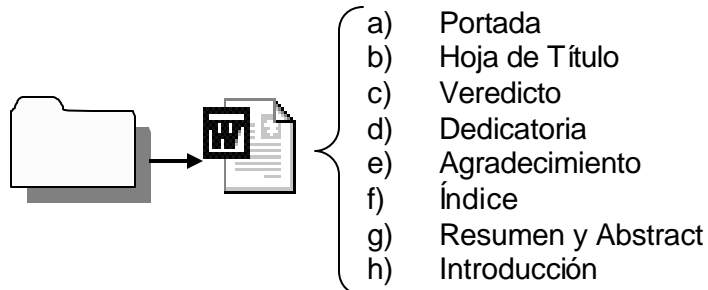 a) Portada
b) Hoja de Título
c) Veredicto
d) Dedicatoria
e) Agradecimiento
f) Índice
g) Resumen y Abstract
h) Introducción
W